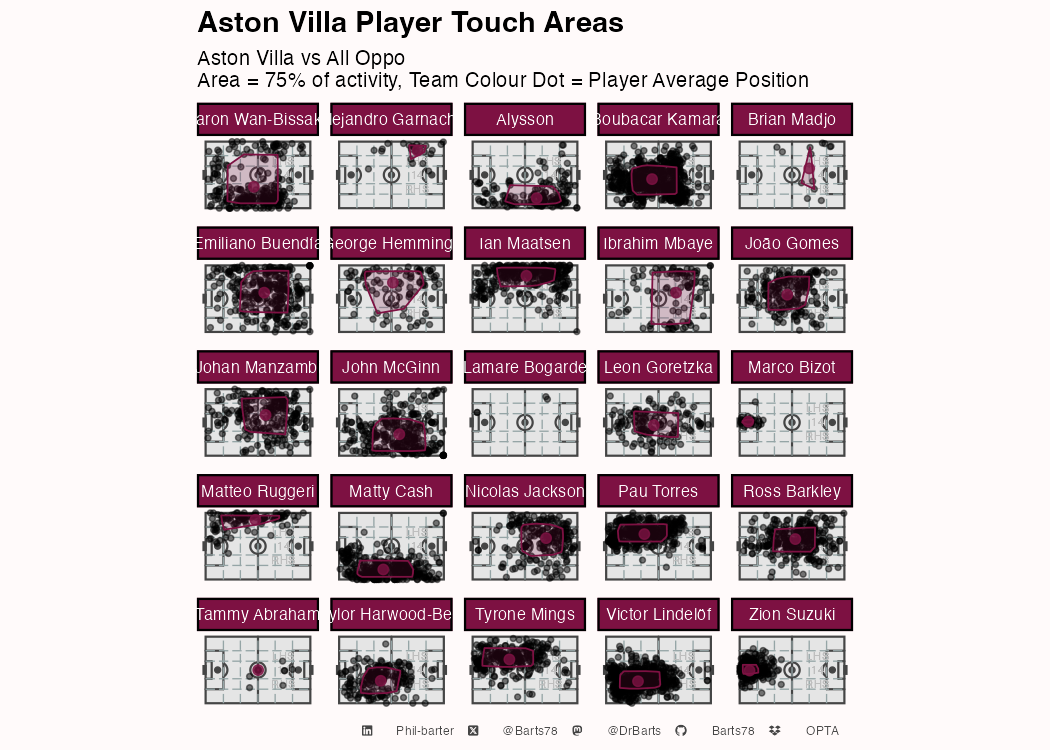 Aston Villa Player Touch Areas
Aston Villa vs All Oppo
Area = 75% of activity, Team Colour Dot = Player Average Position
aron Wan-Bissak
lejandro Garnach
Alysson
Boubacar Kamara
Brian Madjo
Emiliano Buendía
George Hemming
Ian Maatsen
Ibrahim Mbaye
João Gomes
Johan Manzamb
John McGinn
Lamare Bogarde
Leon Goretzka
Marco Bizot
Matteo Ruggeri
Matty Cash
Nicolas Jackson
Pau Torres
Ross Barkley
Tammy Abraham
ylor Harwood-Be
Tyrone Mings
Victor Lindelöf
Zion Suzuki
Phil-barter @Barts78 @DrBarts Barts78 OPTA